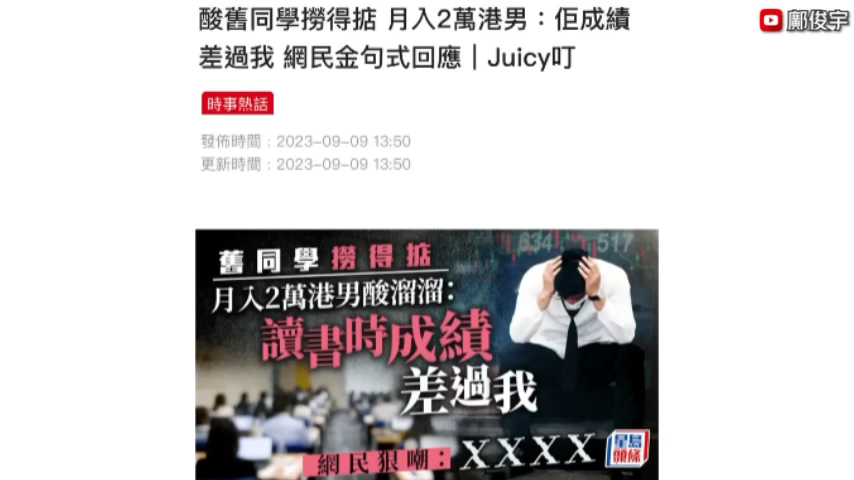 酸舊同學撈得掂 月入2萬港男：佢成績
差過我 網民金句式回應｜Juicy叮
鄺俊宇
時事熱話
發佈時間：2023-09-09 13:50
更新時間：2023-09-09 13:50
634
517
舊同學撈得掂
月入2萬港男酸溜溜：
讀書時成績
差過我
網民狠嘲：XXXX
星島
頭條